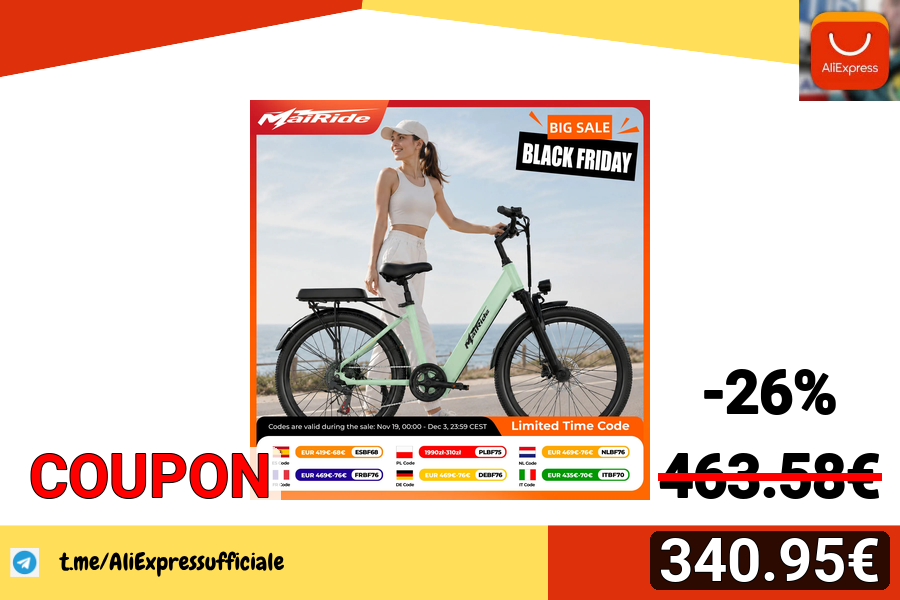 AliExpress
MaiRide
BIG SALE
BLACK FRIDAY
MaiRide
Codes are valid during the sale: Nov 19, 00:00 - Dec 3, 23:59 CEST
Limited Time Code
EUR 419€-68€ ESBF68
1990zł-310zł PLBF75
EUR 469€-76€ NLBF76
PL Code
NL Code
EUR 469€-76€ FRBF76
EUR 469€-76€ DEBF76
EUR 435€-70€ ITBF70
DE Code
IT Code
-26%
COUPON
463.58€
t.me/AliExpressufficiale
340.95€